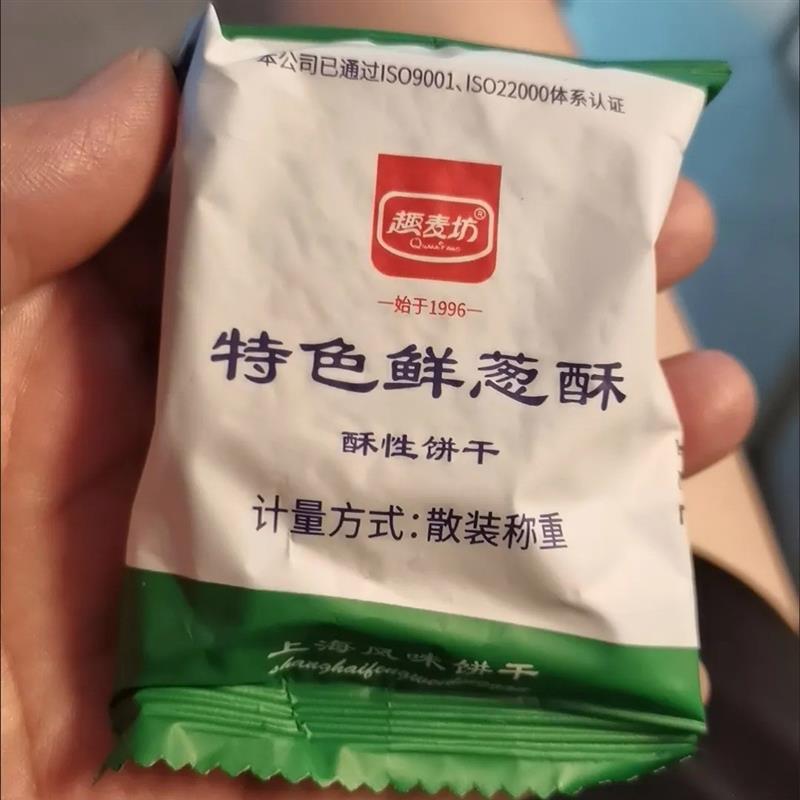 本公司已通过ISO9001、ISO22000体系认证
趣麦坊®
QUMAIFANG
—始于1996—
特色鲜葱酥
酥性饼干
计量方式：散装称重
上海风味饼干